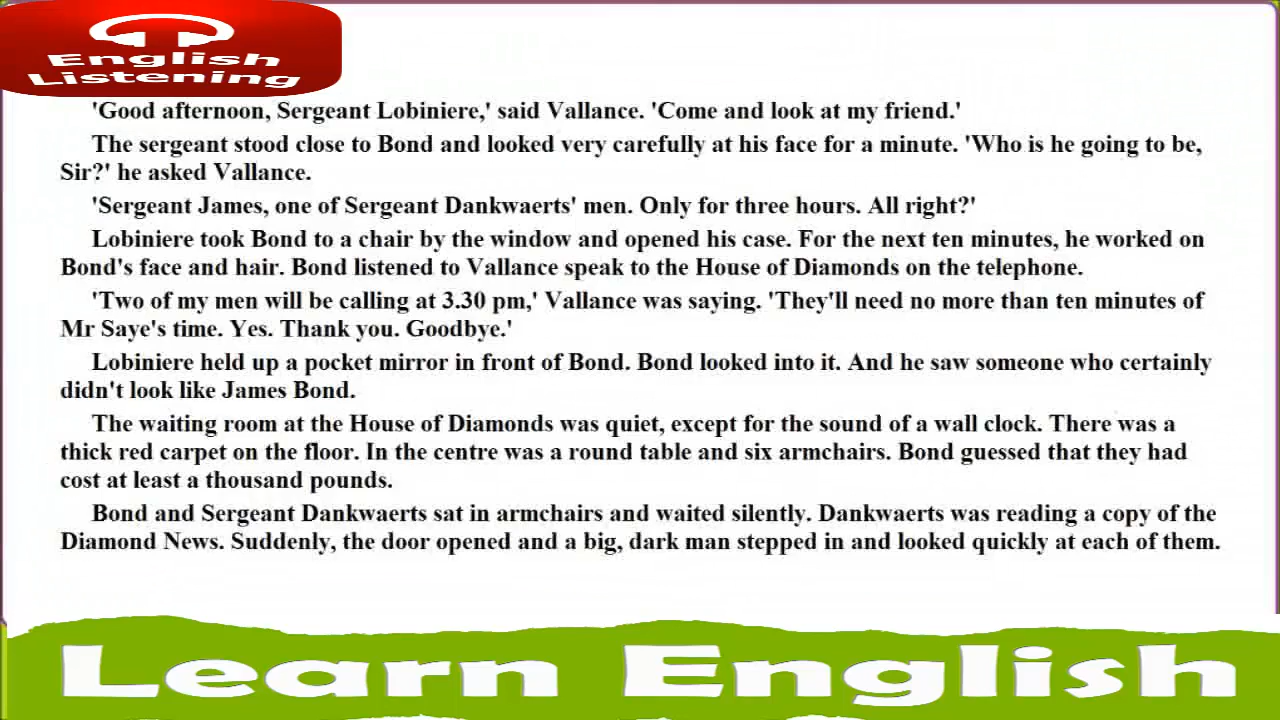 English
Listening
'Good afternoon, Sergeant Lobiniere,' said Vallance. 'Come and look at my friend.'
The sergeant stood close to Bond and looked very carefully at his face for a minute. 'Who is he going to be,
Sir?' he asked Vallance.
'Sergeant James, one of Sergeant Dankwaerts' men. Only for three hours. All right?'
Lobiniere took Bond to a chair by the window and opened his case. For the next ten minutes, he worked on
Bond's face and hair. Bond listened to Vallance speak to the House of Diamonds on the telephone.
'Two of my men will be calling at 3.30 pm,' Vallance was saying. 'They'll need no more than ten minutes of
Mr Saye's time. Yes. Thank you. Goodbye.'
Lobiniere held up a pocket mirror in front of Bond. Bond looked into it. And he saw someone who certainly
didn't look like James Bond.
The waiting room at the House of Diamonds was quiet, except for the sound of a wall clock. There was a
thick red carpet on the floor. In the centre was a round table and six armchairs. Bond guessed that they had
cost at least a thousand pounds.
Bond and Sergeant Dankwaerts sat in armchairs and waited silently. Dankwaerts was reading a copy of the
Diamond News. Suddenly, the door opened and a big, dark man stepped in and looked quickly at each of them.
Learn English